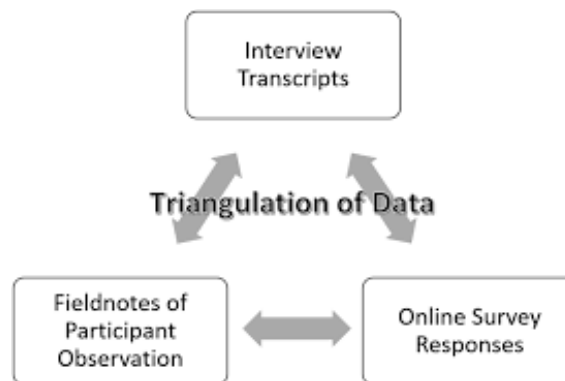 Interview
Transcripts
Triangulation of Data
Fieldnotes of
Participant
Observation
Online Survey
Responses